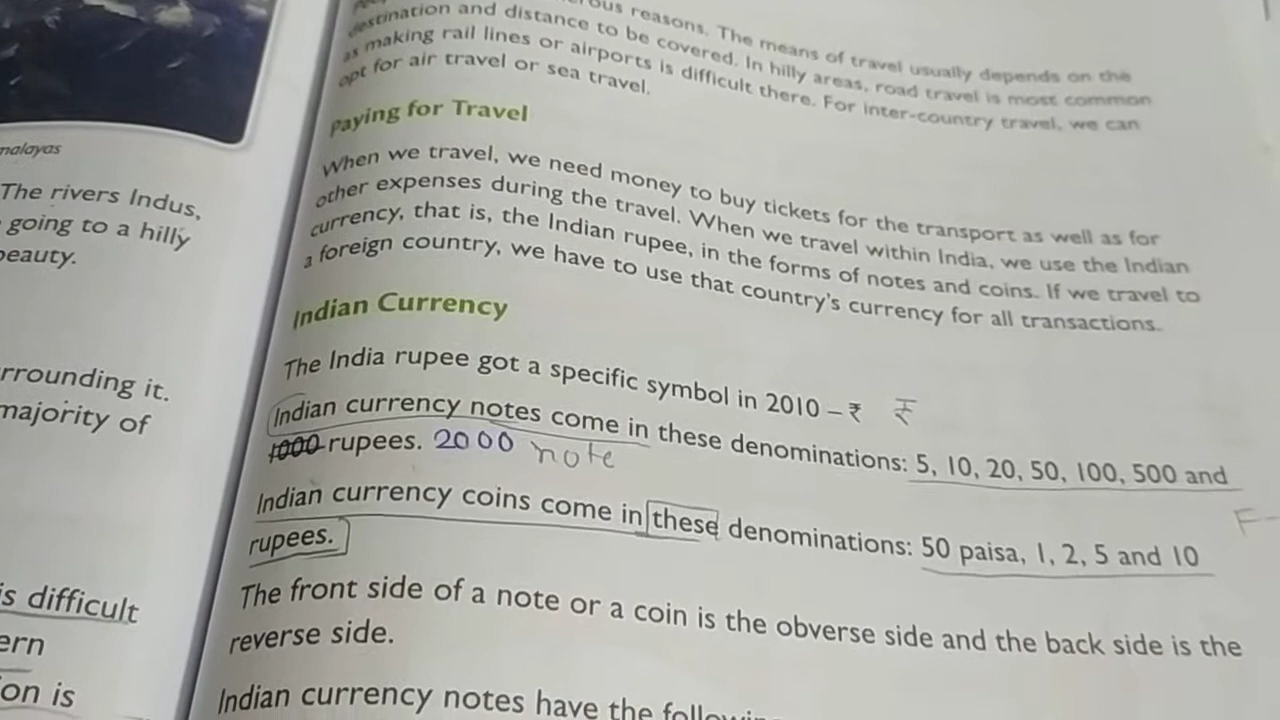 malayas
The rivers Indus,
going to a hilly
beauty.
rrounding it.
majority of
is difficult
ern
on is
reasons. The means of travel usually depends on the
destination and distance to be covered. In hilly areas, road travel is most common
as making rail lines or airports is difficult there. For inter-country travel, we can
opt for air travel or sea travel.
Paying for Travel
When we travel, we need money to buy tickets for the transport as well as for
other expenses during the travel. When we travel within India, we use the Indian
currency, that is, the Indian rupee, in the forms of notes and coins. If we travel to
a foreign country, we have to use that country's currency for all transactions.
Indian Currency
The India rupee got a specific symbol in 2010 – ₹ ₹
Indian currency notes come in these denominations: 5, 10, 20, 50, 100, 500 and
1000 rupees. 2000 note
Indian currency coins come in these denominations: 50 paisa, 1, 2, 5 and 10
rupees.
F
The front side of a note or a coin is the obverse side and the back side is the
reverse side.
Indian currency notes have the